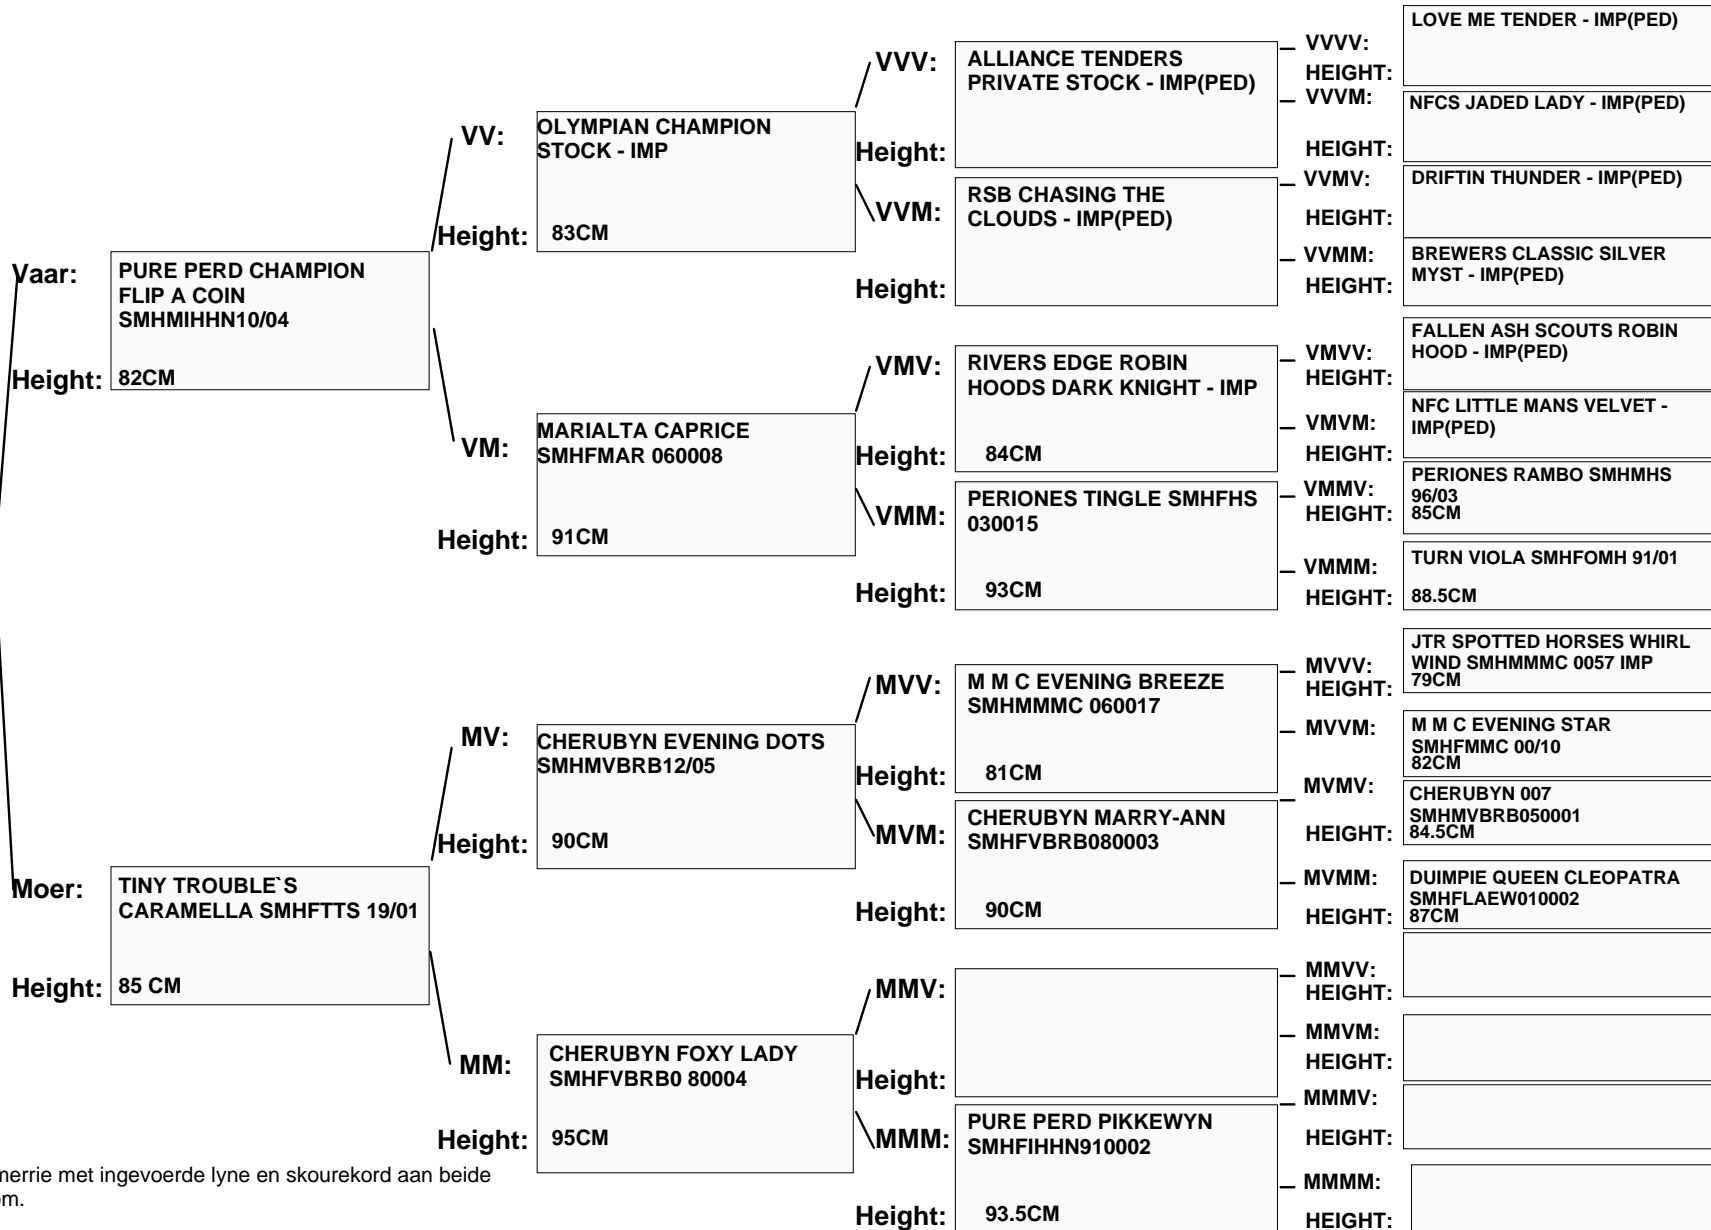 Vaar:
PURE PERD CHAMPION
FLIP A COIN
SMHMIHHN10/04
Height:
82CM
Moer:
TINY TROUBLE`S
CARAMELLA SMHFTTS 19/01
Height:
85 CM
VV:
OLYMPIAN CHAMPION
STOCK - IMP
Height:
83CM
VM:
MARIALTA CAPRICE
SMHFMAR 060008
Height:
91CM
MV:
CHERUBYN EVENING DOTS
SMHMVBRB12/05
Height:
90CM
MM:
CHERUBYN FOXY LADY
SMHFVBRB0 80004
Height:
95CM
VVV:
ALLIANCE TENDERS
PRIVATE STOCK - IMP(PED)
Height:
VVM:
RSB CHASING THE
CLOUDS - IMP(PED)
Height:
VMV:
RIVERS EDGE ROBIN
HOODS DARK KNIGHT - IMP
Height:
84CM
VMM:
PERIONES TINGLE SMHFHS
030015
Height:
93CM
MVV:
M M C EVENING BREEZE
SMHMMMC 060017
Height:
81CM
MVM:
CHERUBYN MARRY-ANN
SMHFVBRB080003
Height:
90CM
MMV:
Height:
MMM:
PURE PERD PIKKEWYN
SMHFIHHN910002
Height:
93.5CM
VVVV:
LOVE ME TENDER - IMP(PED)
HEIGHT:
VVVM:
NFCS JADED LADY - IMP(PED)
HEIGHT:
VVMV:
DRIFTIN THUNDER - IMP(PED)
HEIGHT:
VVMM:
BREWERS CLASSIC SILVER
MYST - IMP(PED)
HEIGHT:
VMVV:
FALLEN ASH SCOUTS ROBIN
HOOD - IMP(PED)
HEIGHT:
VMVM:
NFC LITTLE MANS VELVET -
IMP(PED)
HEIGHT:
VMMV:
PERIONES RAMBO SMHMHS
96/03
HEIGHT:
85CM
VMMM:
TURN VIOLA SMHFOMH 91/01
HEIGHT:
88.5CM
MVVV:
JTR SPOTTED HORSES WHIRL
WIND SMHMMMC 0057 IMP
HEIGHT:
79CM
MVVM:
M M C EVENING STAR
SMHFMMC 00/10
HEIGHT:
82CM
MVMV:
CHERUBYN 007
SMHMVBRB050001
HEIGHT:
84.5CM
MVMM:
DUIMPIE QUEEN CLEOPATRA
SMHFLAEW010002
HEIGHT:
87CM
MMVV:
HEIGHT:
MMVM:
HEIGHT:
MMMV:
HEIGHT:
MMMM:
HEIGHT:
merrie met ingevoerde lyne en skourekord aan beide
om.